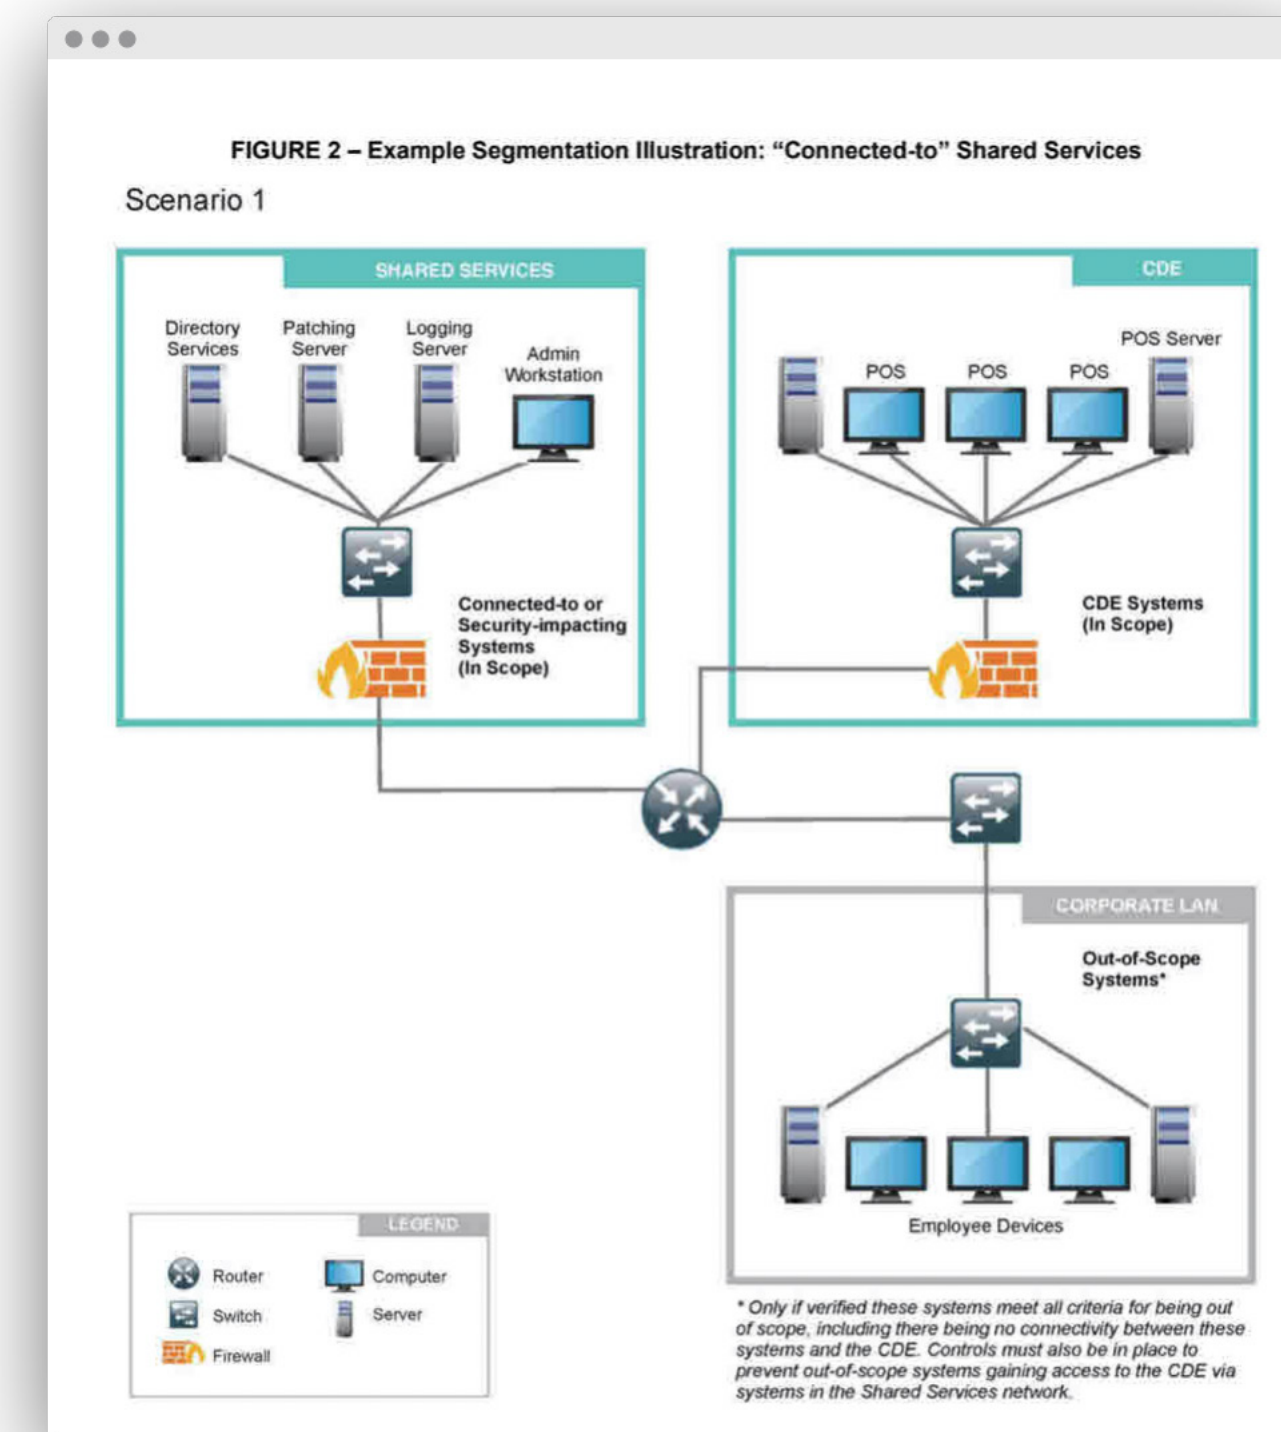 FIGURE 2 – Example Segmentation Illustration: “Connected-to” Shared Services
Scenario 1
SHARED SERVICES
Directory
Services
Patching
Server
Logging
Server
Admin
Workstation
Connected-to or
Security-impacting
Systems
(In Scope)
CDE
POS
POS
POS
POS Server
CDE Systems
(In Scope)
CORPORATE LAN
Out-of-Scope
Systems*
Employee Devices
LEGEND
Router
Computer
Switch
Server
Firewall
* Only if verified these systems meet all criteria for being out
of scope, including there being no connectivity between these
systems and the CDE. Controls must also be in place to
prevent out-of-scope systems gaining access to the CDE via
systems in the Shared Services network.